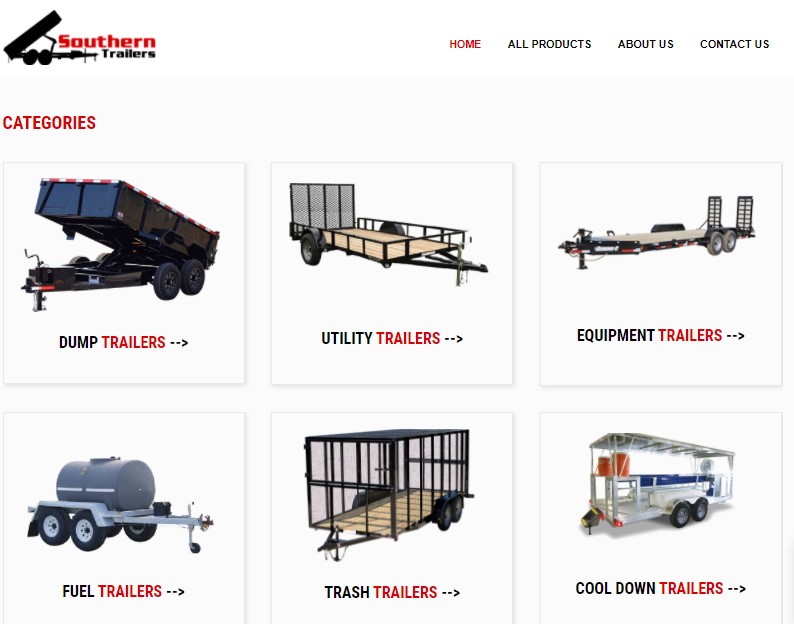 Southern
Trailers
HOME ALL PRODUCTS ABOUT US CONTACT US
CATEGORIES
DUMP TRAILERS -->
UTILITY TRAILERS -->
EQUIPMENT TRAILERS -->
FUEL TRAILERS -->
TRASH TRAILERS -->
COOL DOWN TRAILERS -->